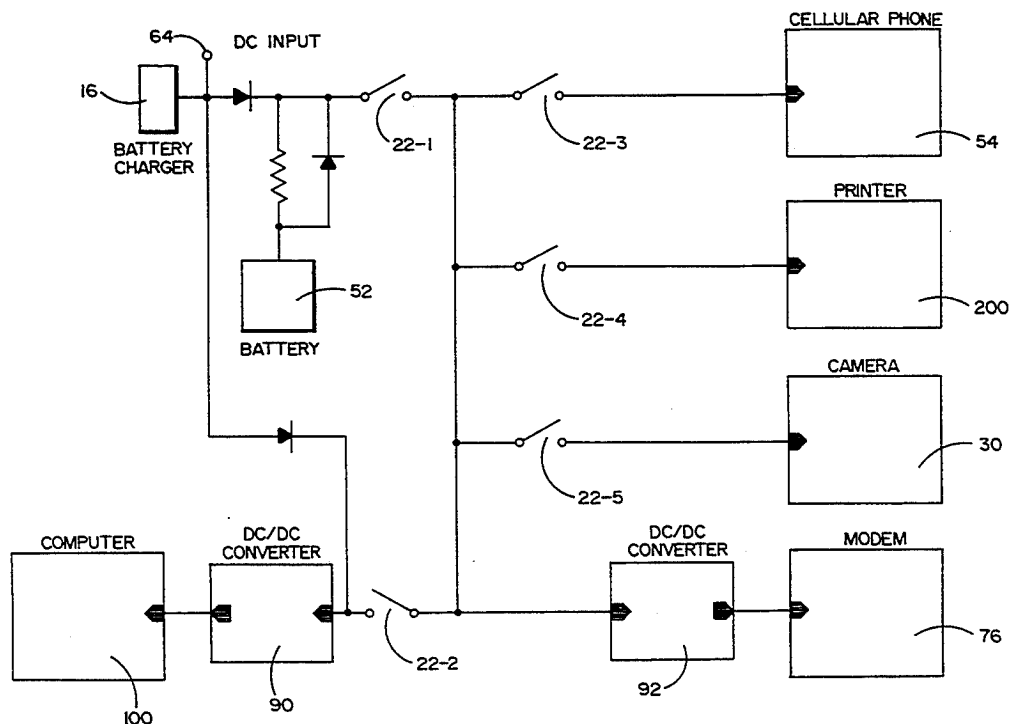 CELLULAR PHONE
64
DC INPUT
16
BATTERY
CHARGER
22-1
22-3
54
PRINTER
52
22-4
200
BATTERY
CAMERA
30
22-5
COMPUTER
DC/DC
CONVERTER
DC/DC
CONVERTER
MODEM
22-2
76
100
90
92